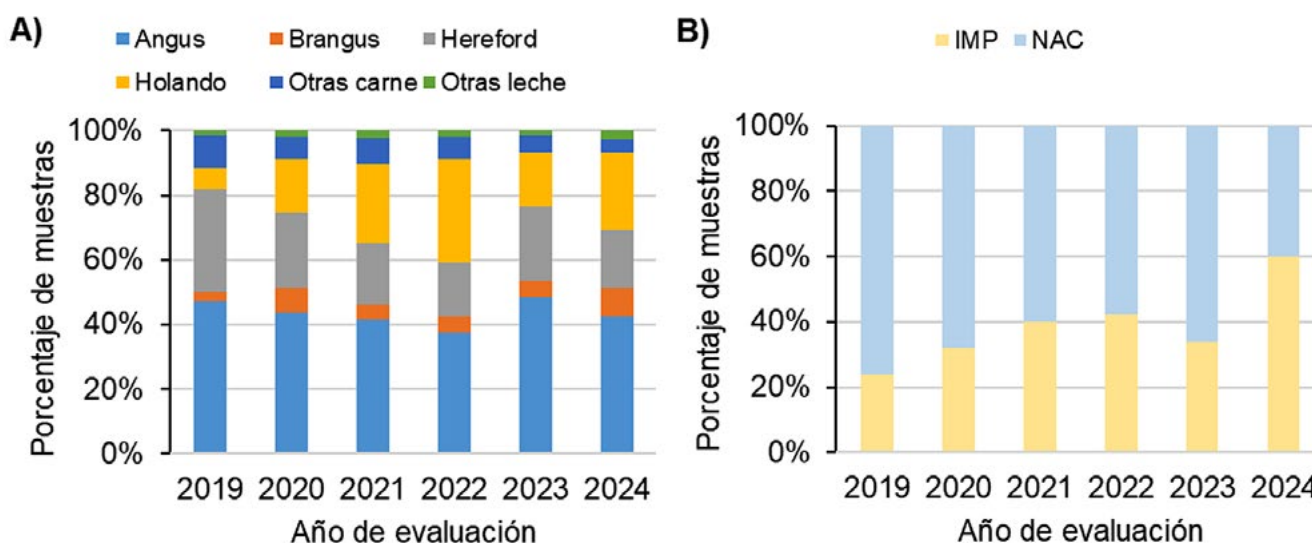 A)
Angus Brangus Hereford
Holando Otras carne Otras leche
Porcentaje de muestras
100%
80%
60%
40%
20%
0%
2019 2020 2021 2022 2023 2024
Año de evaluación
B)
IMP NAC
Porcentaje de muestras
100%
80%
60%
40%
20%
0%
2019 2020 2021 2022 2023 2024
Año de evaluación